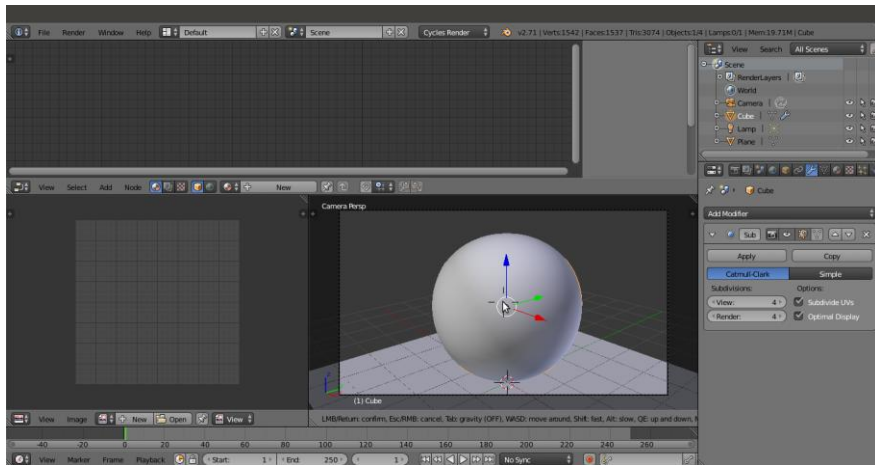 File Render Window Help Default Scene Cycles Render v2.71 | Verts:1542 | Faces:1537 | Tris:3074 | Objects:1/4 | Lamps:0/1 | Mem:19.71M | Cube
View Search All Scenes
Scene
RenderLayers |
World
Camera |
Cube |
Lamp |
Plane |
View Select Add Node New
Cube
Camera Persp
Add Modifier
Sub
Apply Copy
Catmull-Clark Simple
Subdivisions: Options:
View: 4 Subdivide UVs
Render: 4 Optimal Display
(1) Cube
View Image New Open View
LMB/Return: confirm, Esc/RMB: cancel, Tab: gravity (OFF), WASD: move around, Shift: fast, Alt: slow, QE: up and down,
-40 -20 0 20 40 60 80 100 120 140 160 180 200 220 240 260
View Marker Frame Playback Start: 1 End: 250 1 No Sync